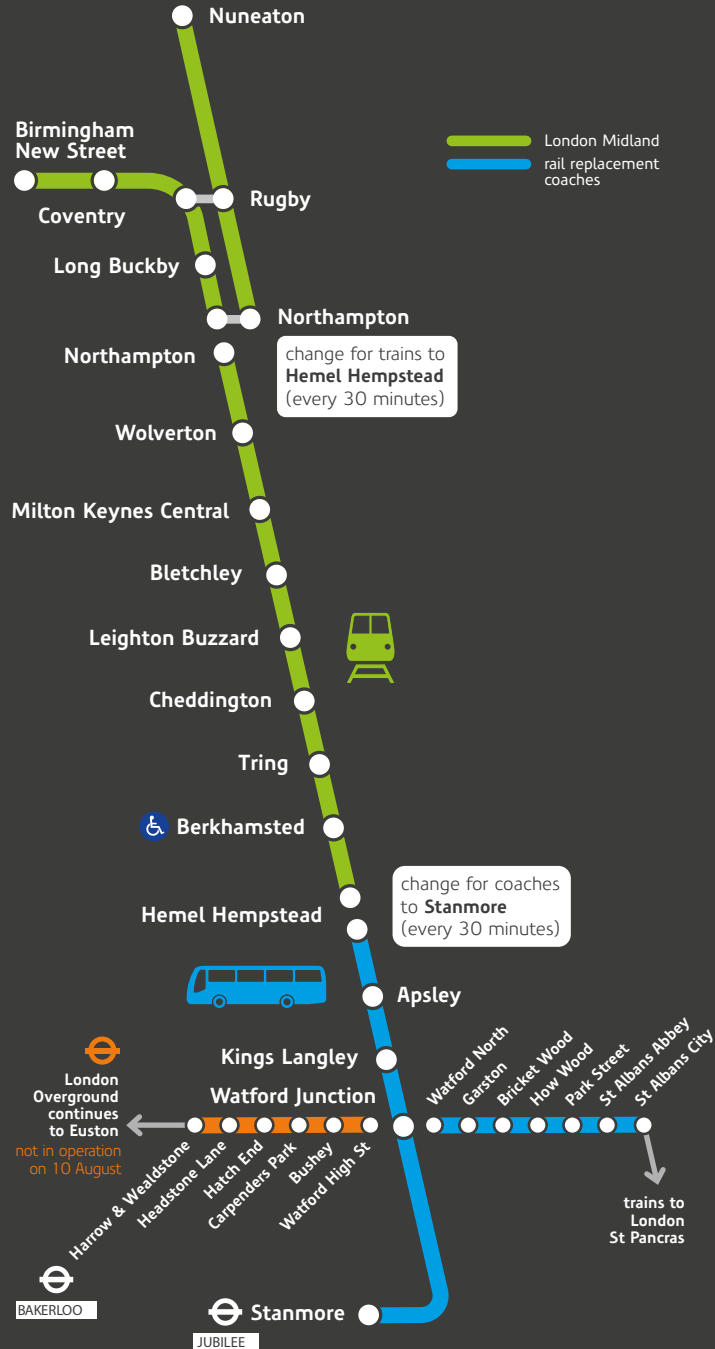 Nuneaton
Birmingham
New Street
London Midland
rail replacement
coaches
Coventry
Rugby
Long Buckby
Northampton
change for trains to
Hemel Hempstead
(every 30 minutes)
Northampton
Wolverton
Milton Keynes Central
Bletchley
Leighton Buzzard
Cheddington
Tring
Berkhamsted
change for coaches
to Stanmore
(every 30 minutes)
Hemel Hempstead
Apsley
Kings Langley
Watford Junction
Watford North
Garston
Bricket Wood
How Wood
Park Street
St Albans Abbey
St Albans City
London
Overground
continues
to Euston
not in operation
on 10 August
Harrow & Wealdstone
Headstone Lane
Hatch End
Carpenders Park
Bushey
Watford High St
trains to
London
St Pancras
BAKERLOO
Stanmore
JUBILEE